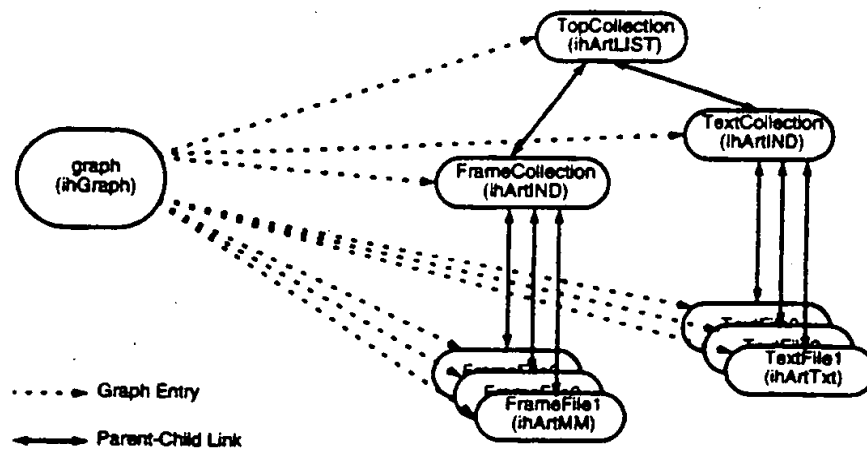 TopCollection
(ihArtLIST)
TextCollection
(ihArtIND)
graph
(ihGraph)
FrameCollection
(ihArtIND)
TextFile1
(ihArtTxt)
FrameFile1
(ihArtMM)
Graph Entry
Parent-Child Link